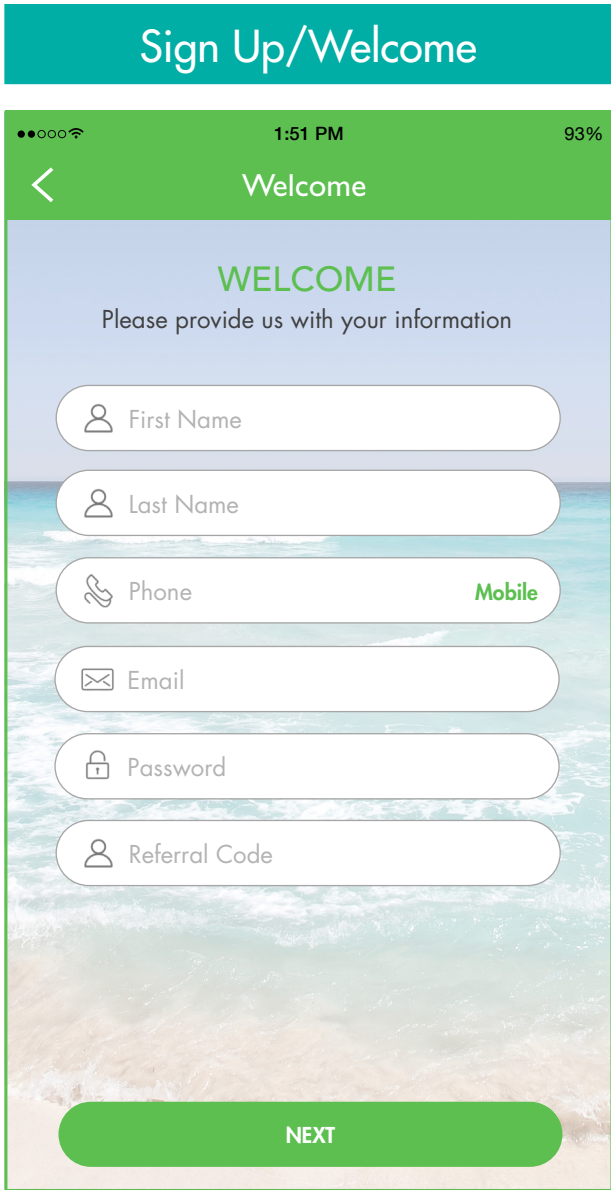 Sign Up/Welcome
1:51 PM 93%
Welcome
WELCOME
Please provide us with your information
First Name
Last Name
Phone Mobile
Email
Password
Referral Code
NEXT